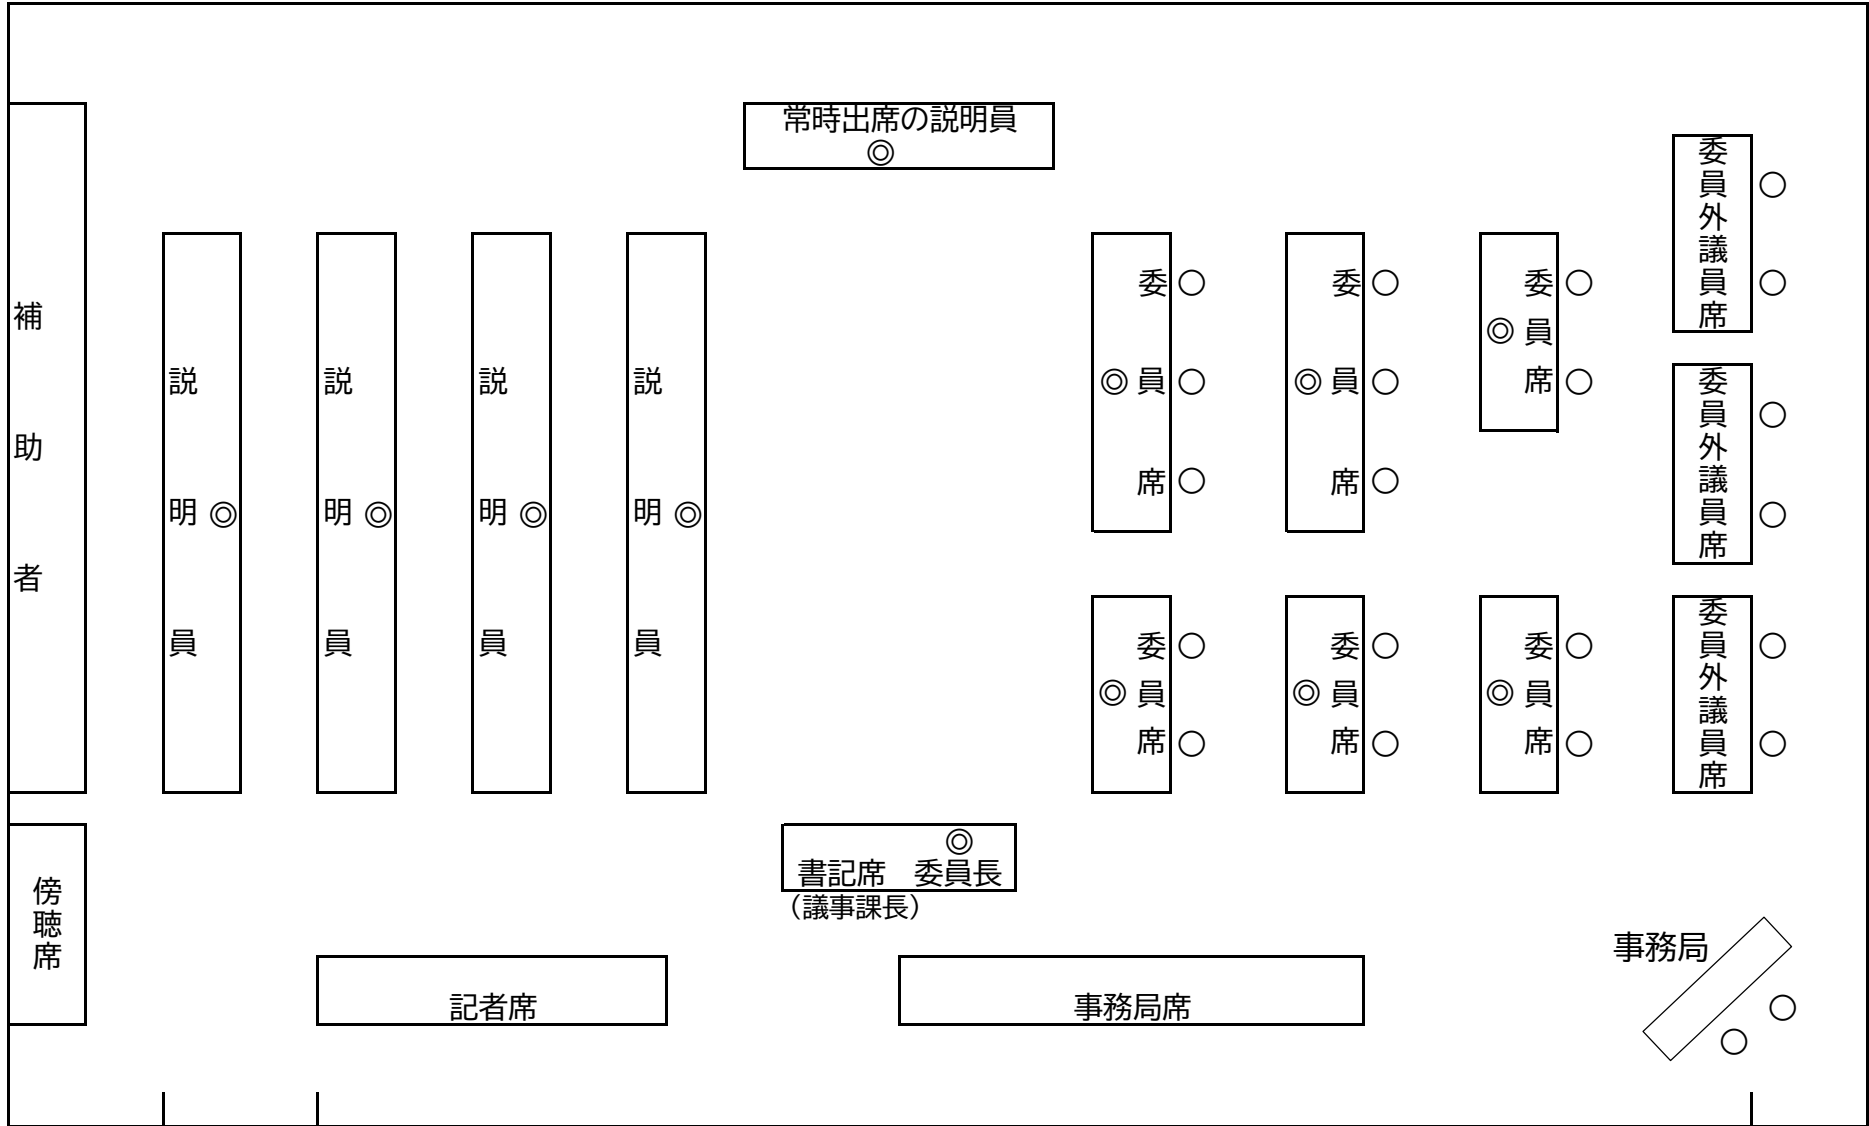 常時出席の説明員
◎
補助者
説明◎員
説明◎員
説明◎員
説明◎員
委員席
◎
○
○
○
委員席
◎
○
○
○
委員席
◎
○
○
委員外議員席
○
○
委員外議員席
○
○
委員席
◎
○
○
委員席
◎
○
○
委員席
◎
○
○
委員外議員席
○
○
◎
書記席　委員長
（議事課長）
傍聴席
記者席
事務局席
事務局
○
○